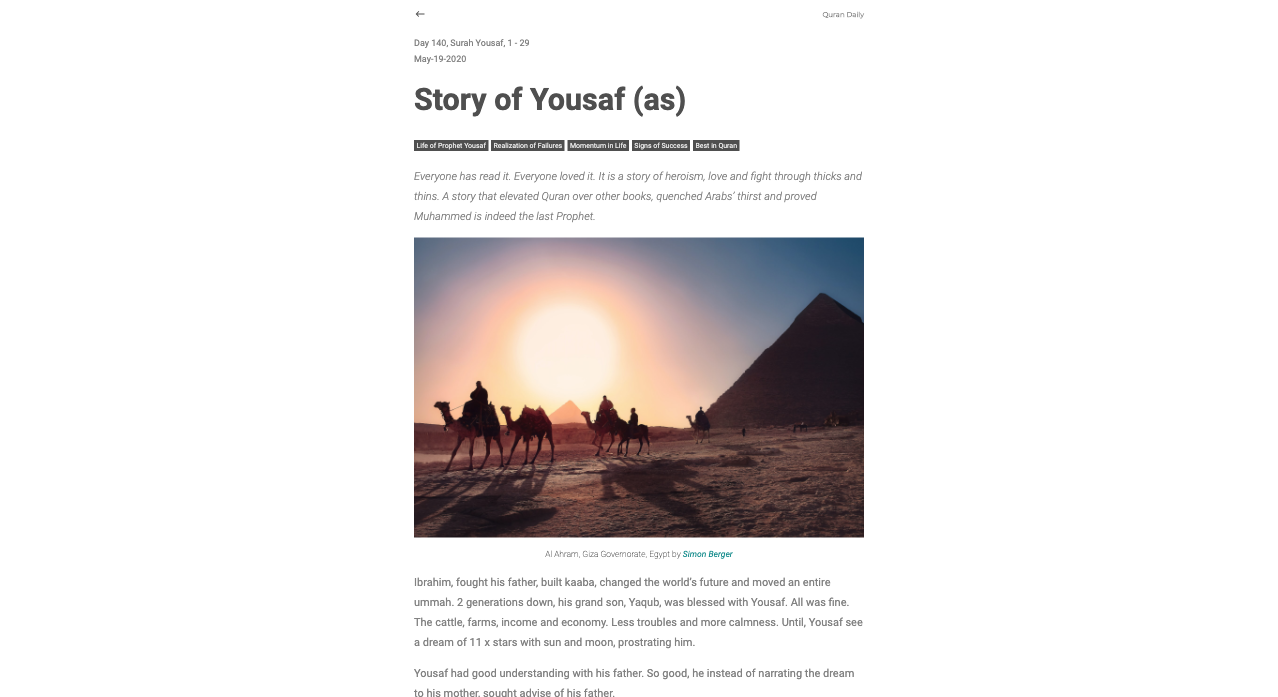 ←
Quran Daily
Day 140, Surah Yousaf, 1 - 29
May-19-2020
Story of Yousaf (as)
Life of Prophet Yousaf Realization of Failures Momentum in Life Signs of Success Best in Quran
Everyone has read it. Everyone loved it. It is a story of heroism, love and fight through thicks and
thins. A story that elevated Quran over other books, quenched Arabs' thirst and proved
Muhammed is indeed the last Prophet.
Al Ahram, Giza Governorate, Egypt by Simon Berger
Ibrahim, fought his father, built kaaba, changed the world's future and moved an entire
ummah. 2 generations down, his grand son, Yaqub, was blessed with Yousaf. All was fine.
The cattle, farms, income and economy. Less troubles and more calmness. Until, Yousaf see
a dream of 11 x stars with sun and moon, prostrating him.
Yousaf had good understanding with his father. So good, he instead of narrating the dream
to his mother, sought advise of his father.